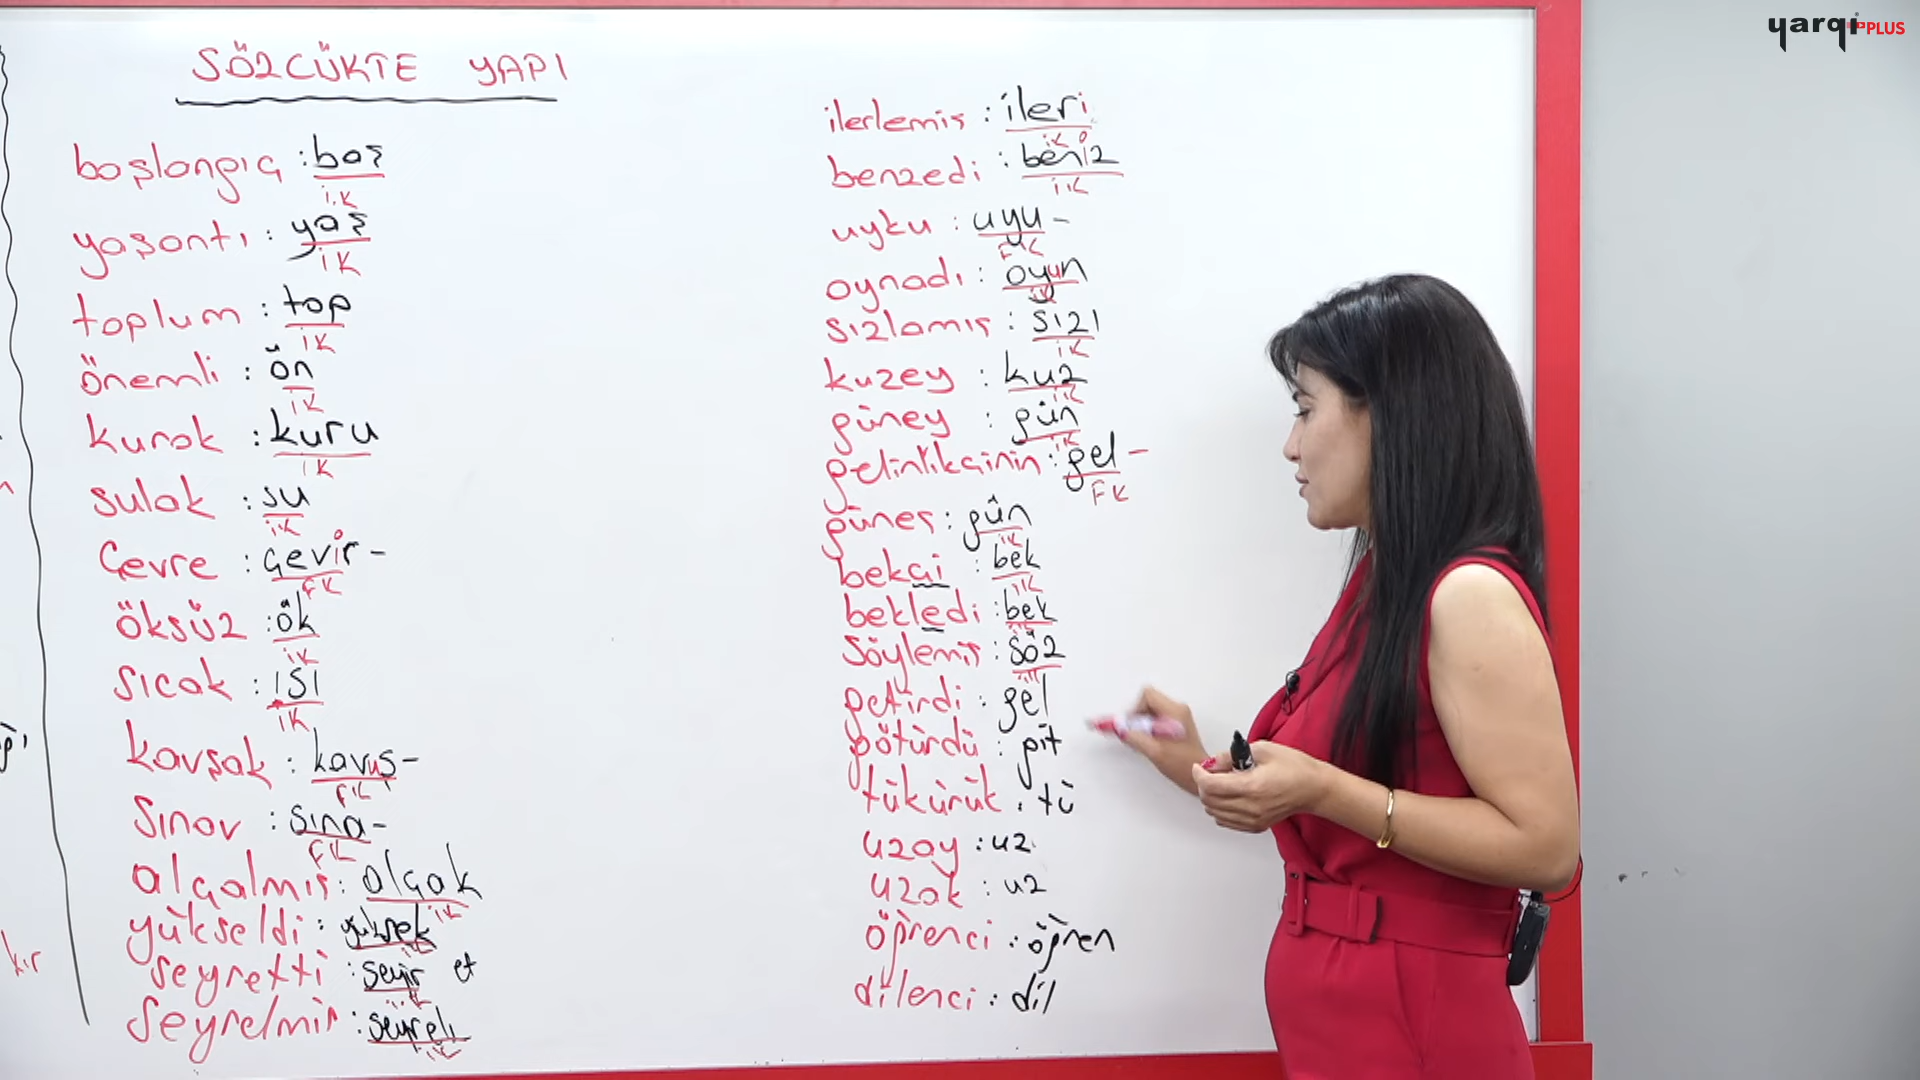 yarqi PLUS
SÖZCÜKTE YAPI
başlangıç : baş
i.K
yaşantı : yaş
İK
toplum : top
İK
önemli : ön
İK
kurak : kuru
İK
sulak : su
İK
Çevre : çevir-
FK
öksüz : ök
İK
sıcak : ısı
İK
kavşak : kavuş-
FK
Sınav : sına-
FK
alçalmış : alçak
İK
yükseldi : yüksek
İK
seyretti : seyir et
İK
Seyrelmiş : seyrek
İK
ilerlemiş : ileri
İK
benzedi : beniz
İK
uyku : uyu-
FK
oynadı : oyun
İK
sızlamış : sızı
İK
kuzey : kuz
İK
güney : gün
İK
gelinlikçinin : gel-
FK
güneş : gün
İK
bekçi : bek
İK
bekledi : bek
İK
Söylemiş : söz
İK
getirdi : gel
götürdü : git
tükürük : tü
uzay : uz
uzak : uz
öğrenci : öğren
dilenci : dil
kır